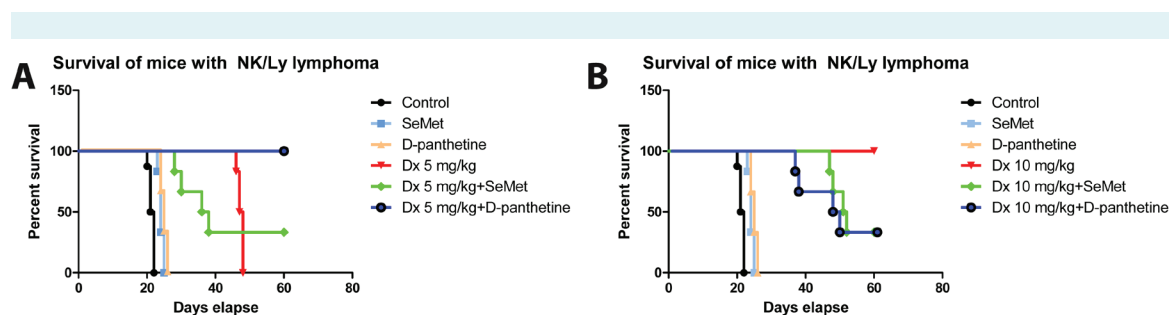 A
Survival of mice with NK/Ly lymphoma
Percent survival
150
100
50
0
0 20 40 60 80
Days elapse
Control
SeMet
D-panthetine
Dx 5 mg/kg
Dx 5 mg/kg+SeMet
Dx 5 mg/kg+D-panthetine
B
Survival of mice with NK/Ly lymphoma
Percent survival
150
100
50
0
0 20 40 60 80
Days elapse
Control
SeMet
D-panthetine
Dx 10 mg/kg
Dx 10 mg/kg+SeMet
Dx 10 mg/kg+D-panthetine